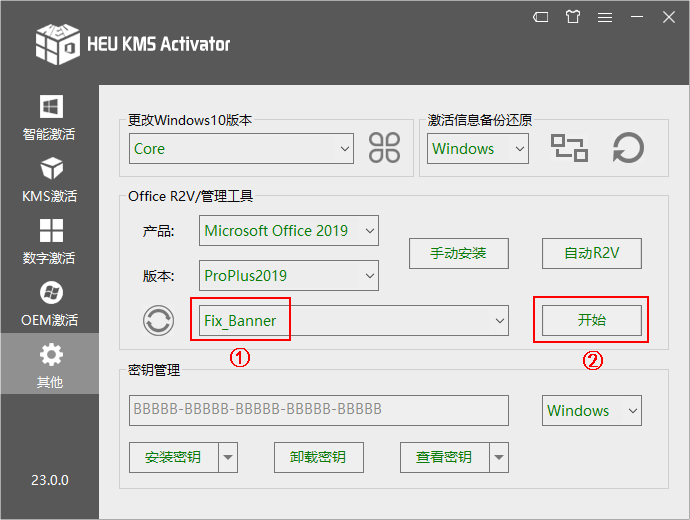 HEU KMS Activator
智能激活
KMS激活
数字激活
OEM激活
其他
23.0.0
更改Windows10版本
Core
激活信息备份还原
Windows
Office R2V/管理工具
产品:
Microsoft Office 2019
手动安装
自动R2V
版本:
ProPlus2019
Fix_Banner
开始
①
②
密钥管理
BBBBB-BBBBB-BBBBB-BBBBB-BBBBB
Windows
安装密钥
卸载密钥
查看密钥